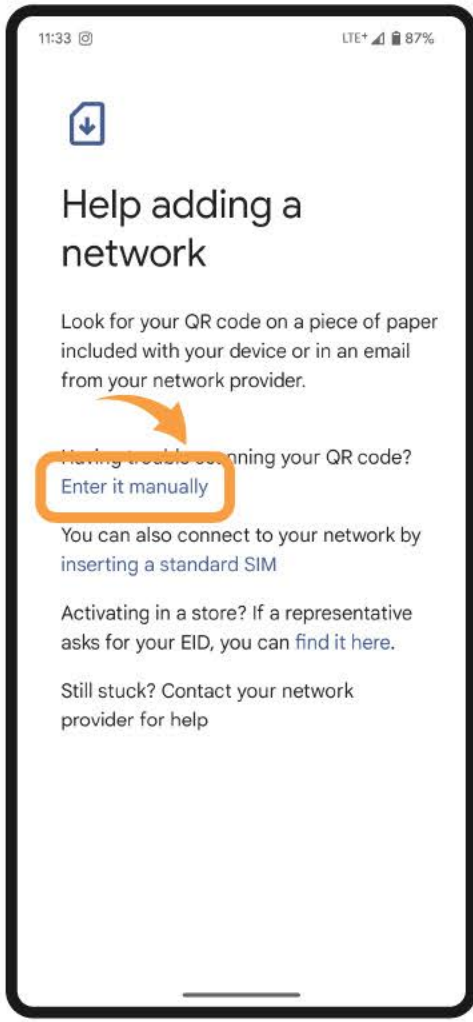 11:33 LTE+ 87%
Help adding a
network
Look for your QR code on a piece of paper
included with your device or in an email
from your network provider.
Having trouble scanning your QR code?
Enter it manually
You can also connect to your network by
inserting a standard SIM
Activating in a store? If a representative
asks for your EID, you can find it here.
Still stuck? Contact your network
provider for help